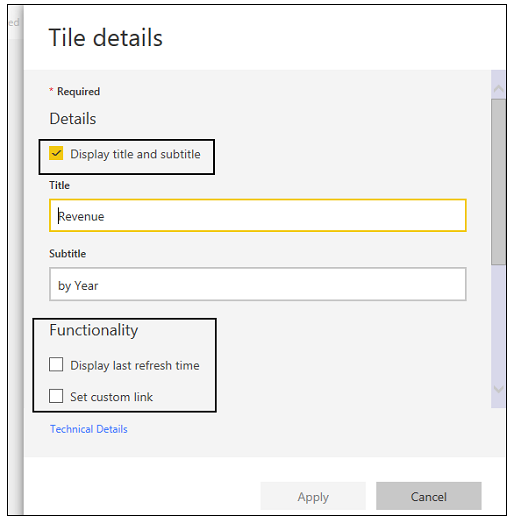 ed
Tile details
* Required
Details
Display title and subtitle
Title
Revenue
Subtitle
by Year
Functionality
Display last refresh time
Set custom link
Technical Details
Apply
Cancel